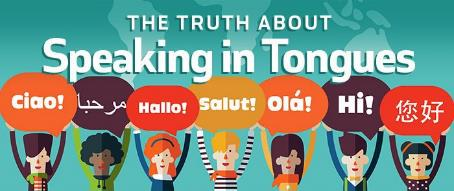 THE TRUTH ABOUT
Speaking in Tongues
Ciao!
مرحبا
Hallo!
Salut!
Olá!
Hi!
您好